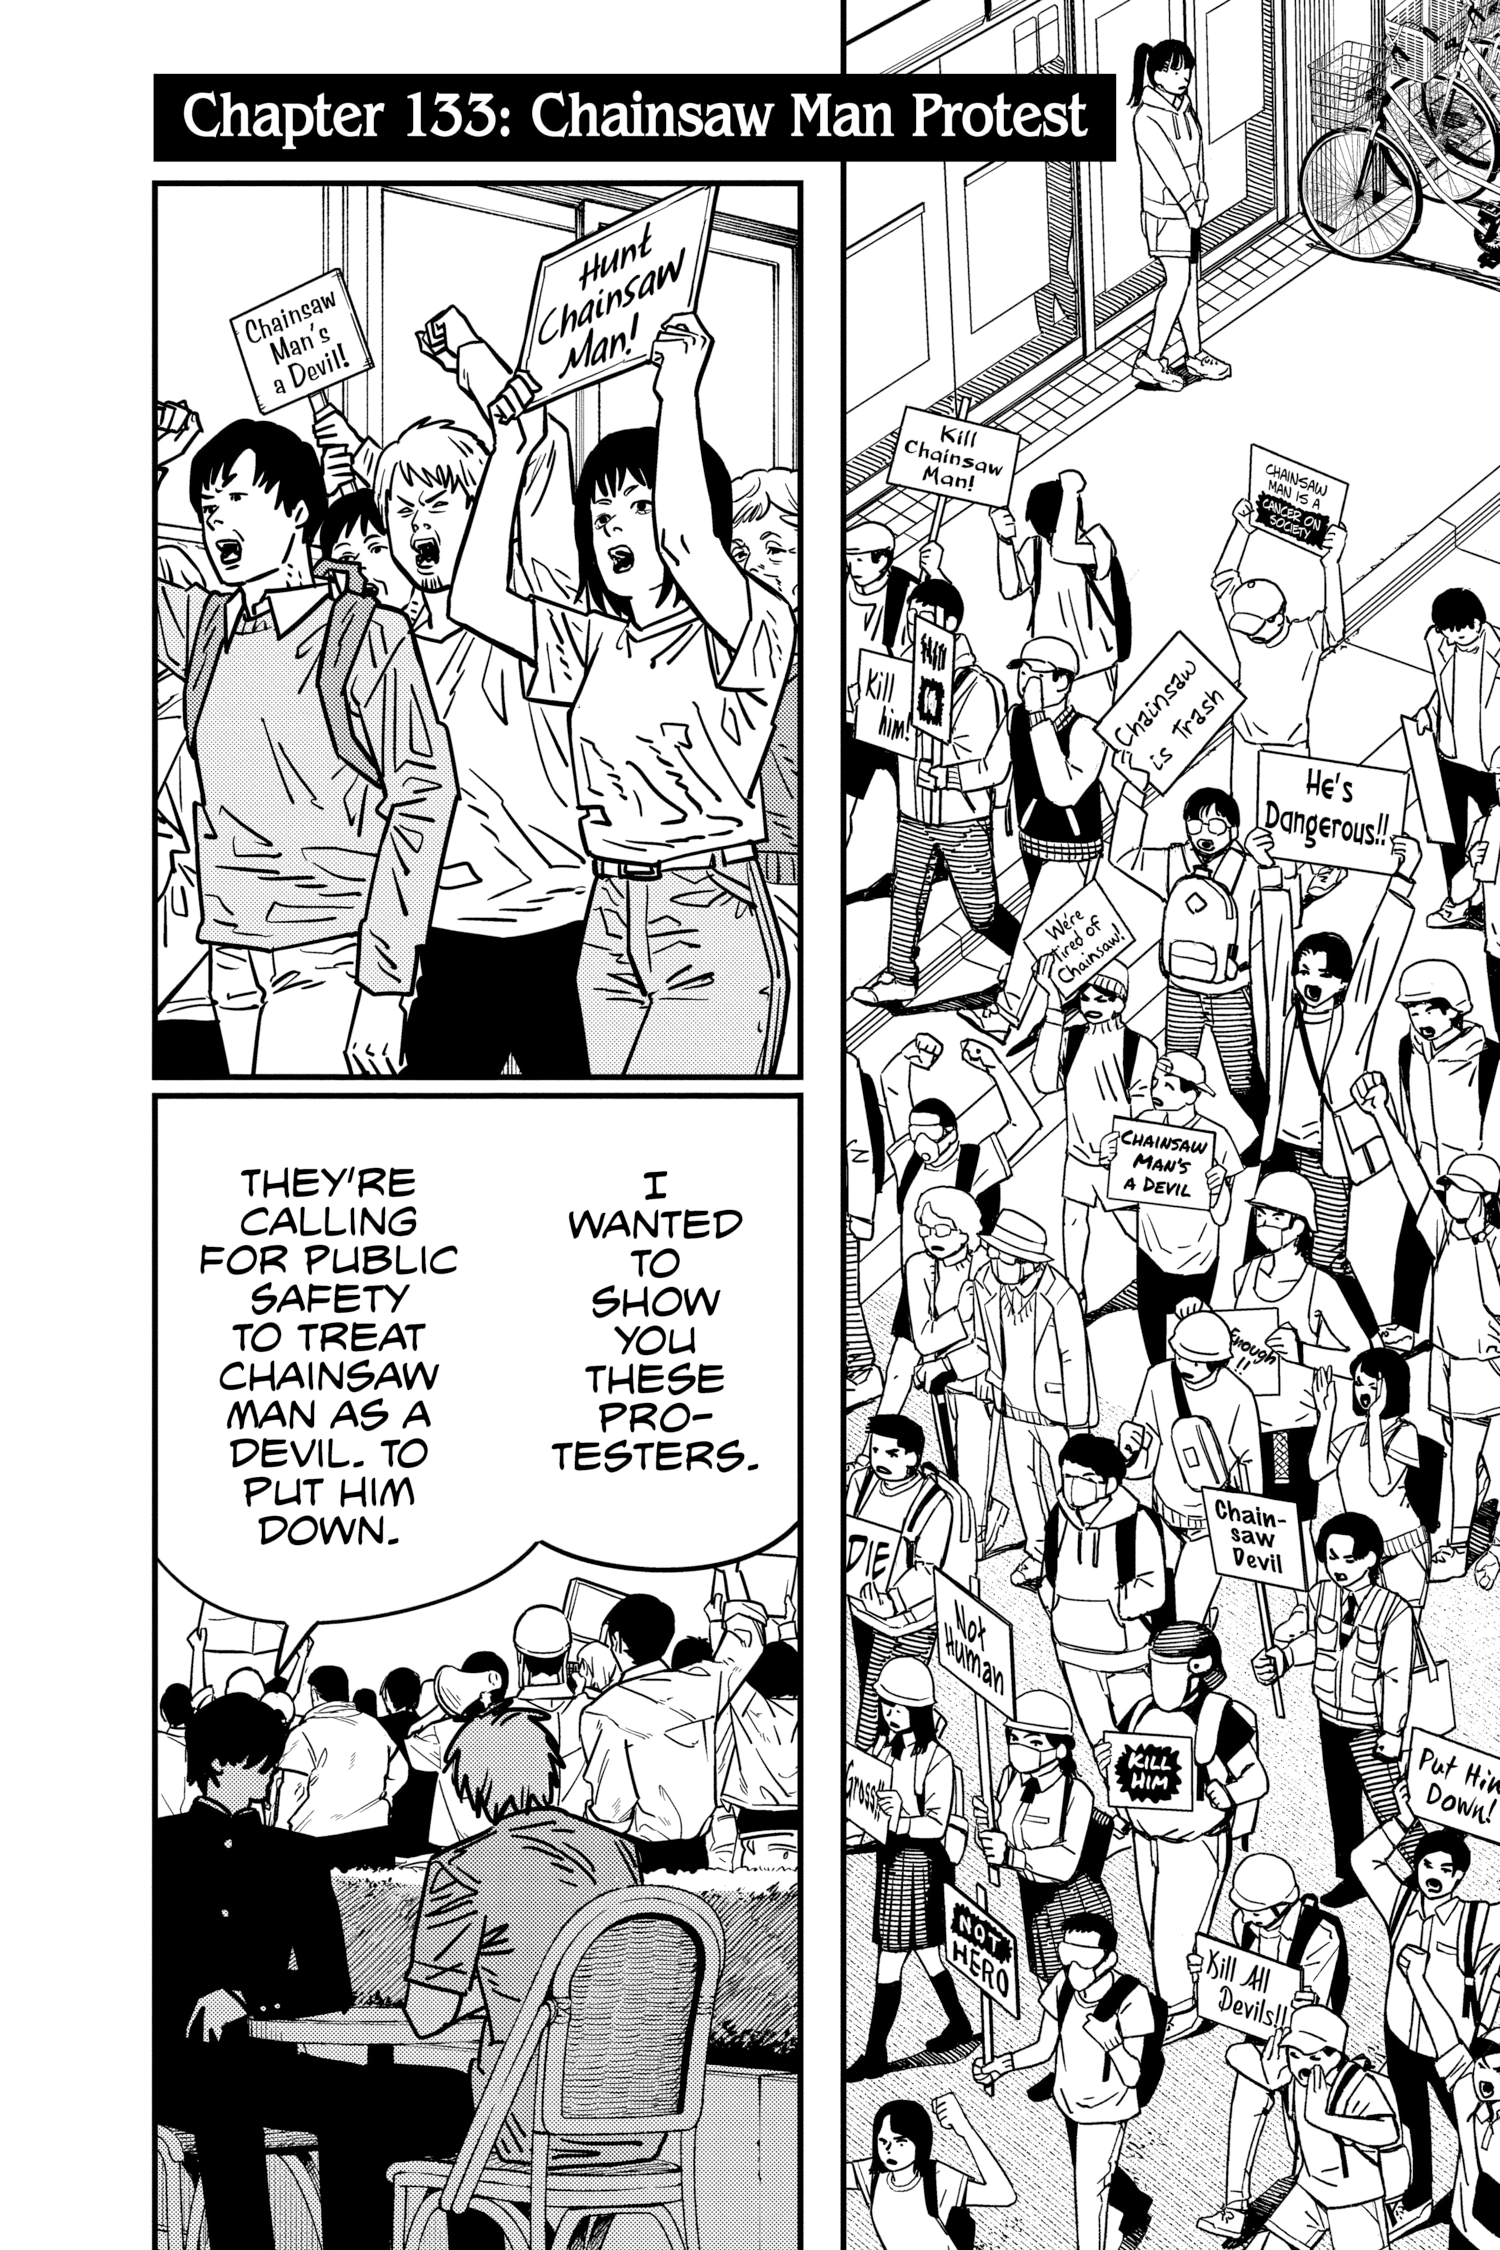 Chapter 133: Chainsaw Man Protest
Kill
Chainsaw
Man!
CHAINSAW
MAN IS A
CANCER ON
SOCIETY
Kill
him!
Kill
Chainsaw
is Trash
He's
Dangerous!!
We're
tired of
Chainsaw!
CHAINSAW
MAN'S
A DEVIL
Enough
!!
DIE
Chain-
saw
Devil
Not
Human
Gross!!
KILL
HIM
Put Him
Down!
NOT
HERO
Kill All
Devils!!
Hunt
Chainsaw
Man!
Chainsaw
Man's
a Devil!
I
WANTED
TO
SHOW
YOU
THESE
PRO-
TESTERS.
THEY'RE
CALLING
FOR PUBLIC
SAFETY
TO TREAT
CHAINSAW
MAN AS A
DEVIL. TO
PUT HIM
DOWN.